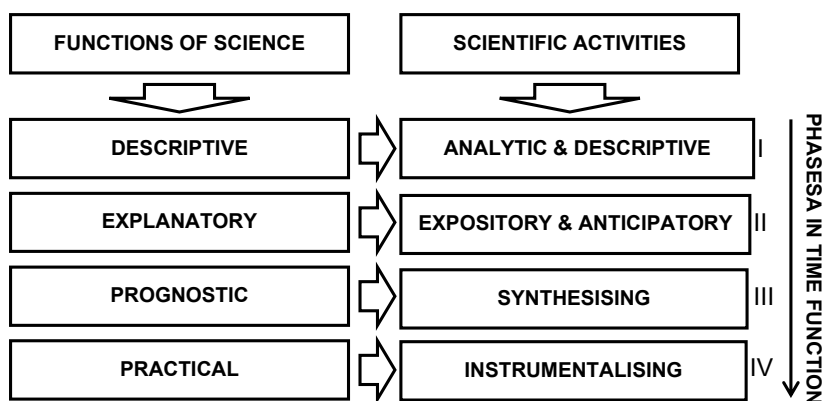 FUNCTIONS OF SCIENCE
SCIENTIFIC ACTIVITIES
DESCRIPTIVE
ANALYTIC & DESCRIPTIVE
I
EXPLANATORY
EXPOSITORY & ANTICIPATORY
II
PROGNOSTIC
SYNTHESISING
III
PRACTICAL
INSTRUMENTALISING
IV
PHASESA IN TIME FUNCTION